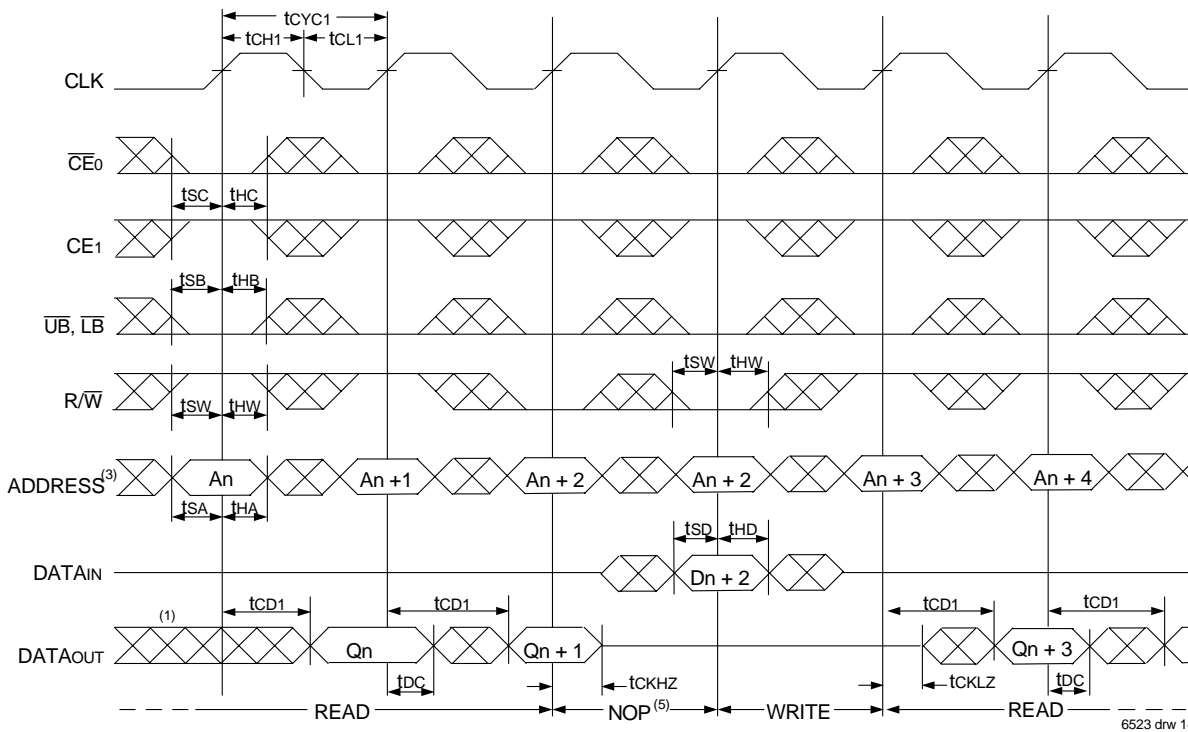 tCYC1
tCH1 tCL1
CLK
CE0
tSC tHC
CE1
tSB tHB
UB, LB
tSW tHW
R/W
tSW tHW
ADDRESS(3) An An +1 An + 2 An + 2 An + 3 An + 4
tSA tHA
tSD tHD
DATAIN Dn + 2
(1) tCD1 tCD1 tCD1 tCD1
DATAOUT Qn Qn + 1 Qn + 3
tDC tCKHZ tCKLZ tDC
READ NOP(5) WRITE READ
6523 drw